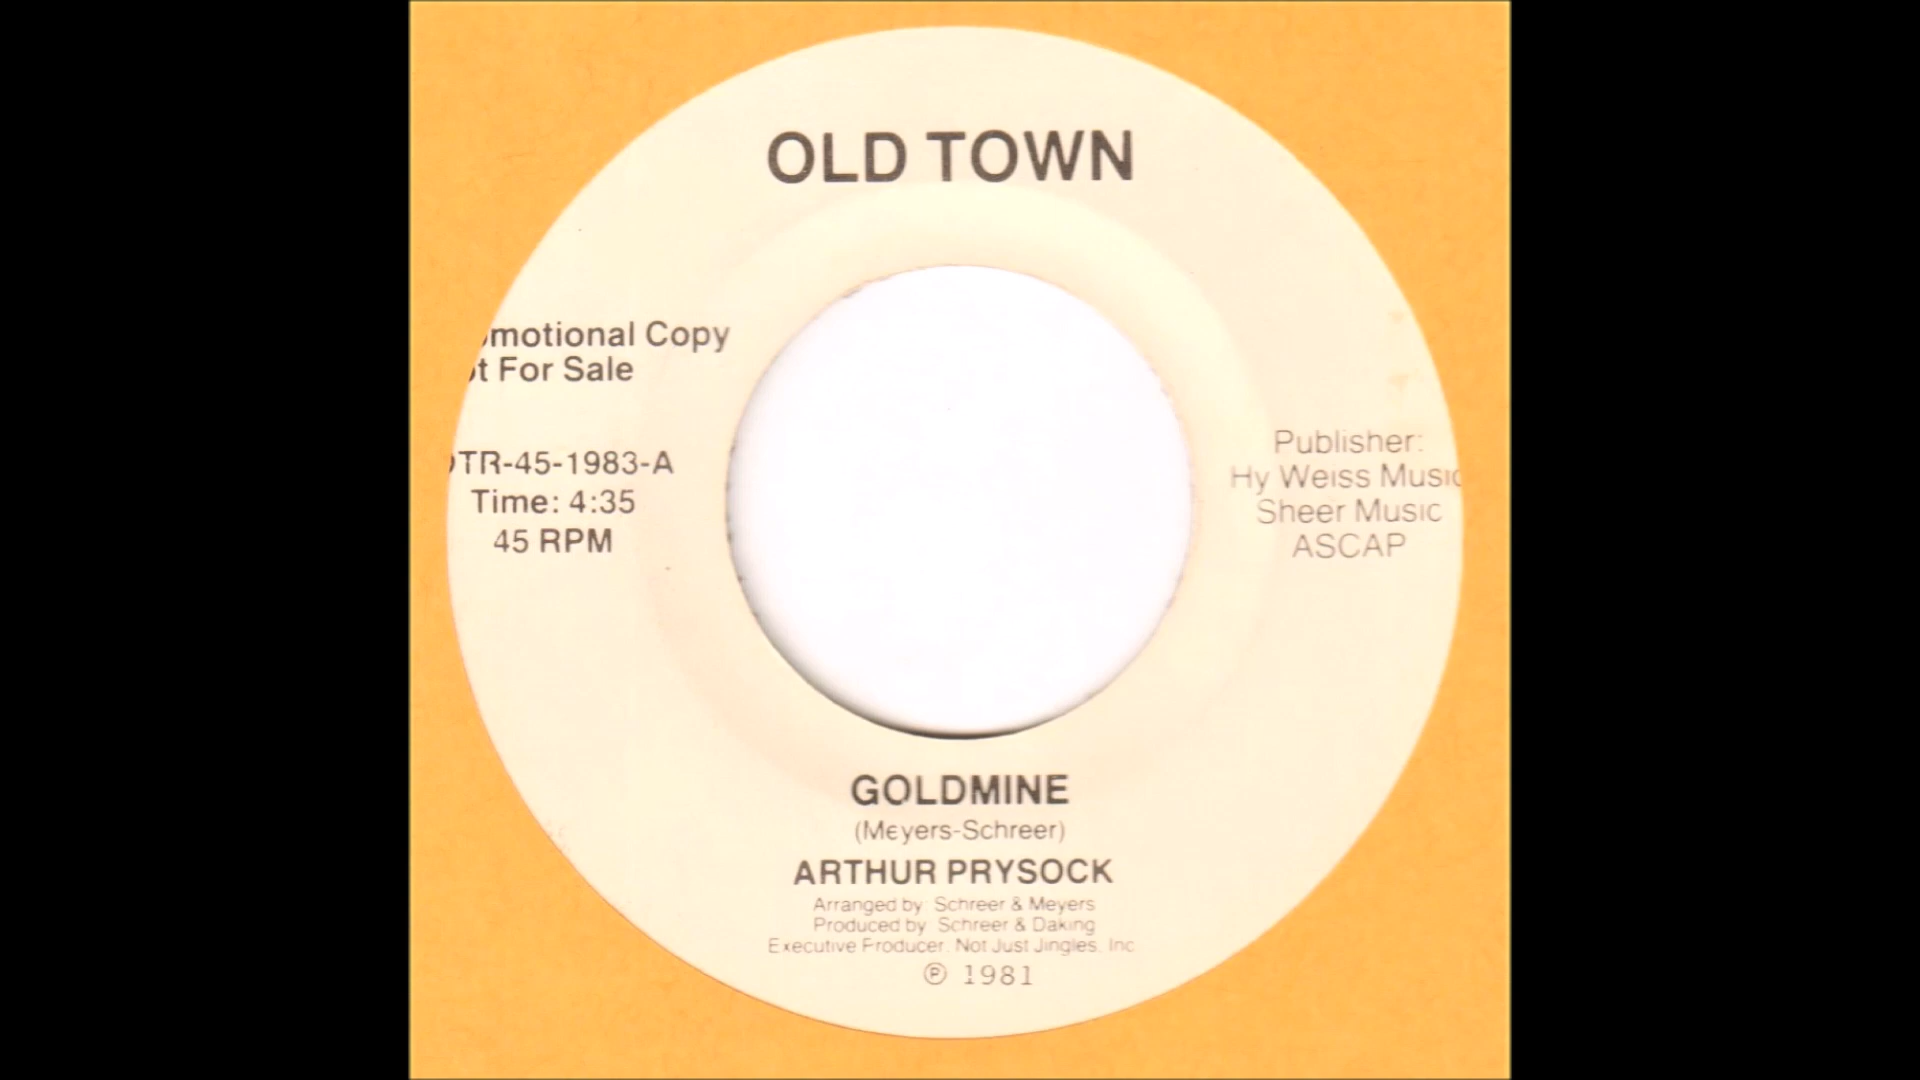 OLD TOWN
omotional Copy
ot For Sale
OTR-45-1983-A
Time: 4:35
45 RPM
Publisher:
Hy Weiss Music
Sheer Music
ASCAP
GOLDMINE
(Meyers-Schreer)
ARTHUR PRYSOCK
Arranged by: Schreer & Meyers
Produced by: Schreer & Daking
Executive Producer: Not Just Jingles, Inc.
℗ 1981